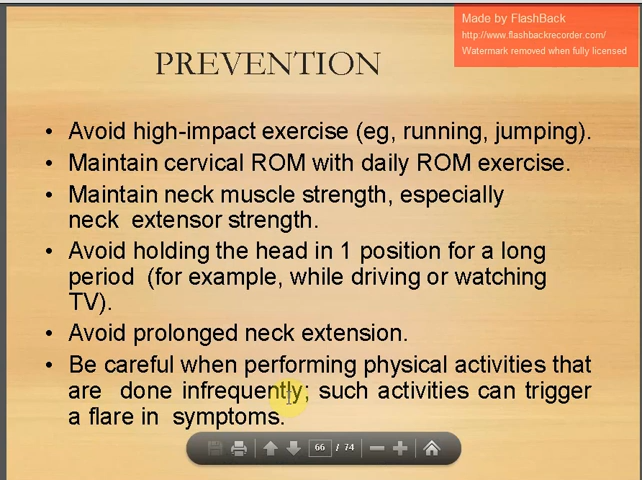 Made by FlashBack
http://www.flashbackrecorder.com/
Watermark removed when fully licensed
PREVENTION
• Avoid high-impact exercise (eg, running, jumping).
• Maintain cervical ROM with daily ROM exercise.
• Maintain neck muscle strength, especially
neck extensor strength.
• Avoid holding the head in 1 position for a long
period (for example, while driving or watching
TV).
• Avoid prolonged neck extension.
• Be careful when performing physical activities that
are done infrequently; such activities can trigger
a flare in symptoms.
66 / 74